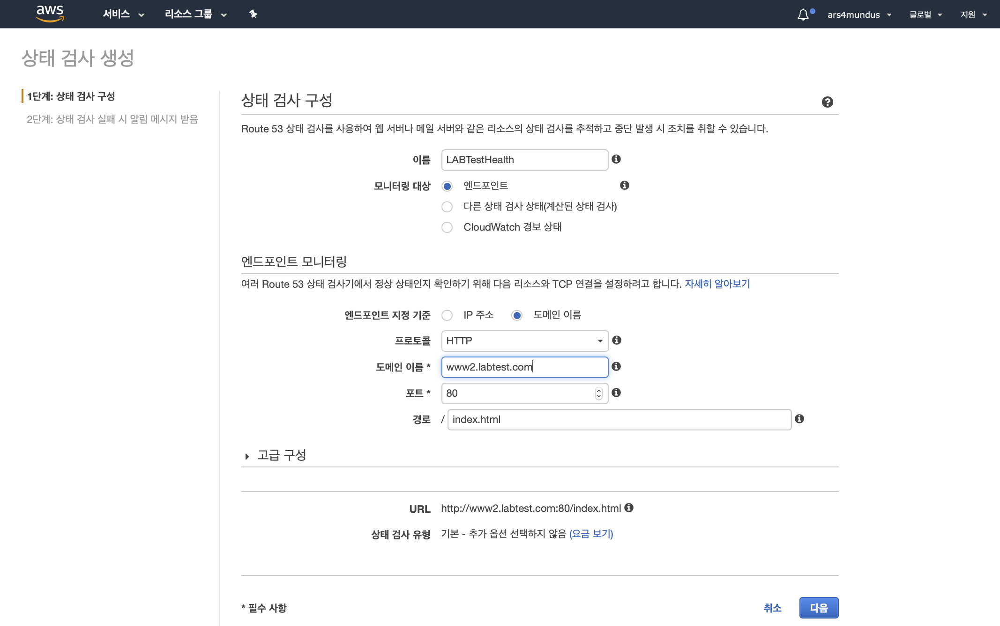 aws 서비스 리소스 그룹 ars4mundus 글로벌 지원
상태 검사 생성
1단계: 상태 검사 구성
2단계: 상태 검사 실패 시 알림 메시지 받음
상태 검사 구성
Route 53 상태 검사를 사용하여 웹 서버나 메일 서버와 같은 리소스의 상태 검사를 추적하고 중단 발생 시 조치를 취할 수 있습니다.
이름 LABTestHealth
모니터링 대상 엔드포인트
다른 상태 검사 상태(계산된 상태 검사)
CloudWatch 경보 상태
엔드포인트 모니터링
여러 Route 53 상태 검사기에서 정상 상태인지 확인하기 위해 다음 리소스와 TCP 연결을 설정하려고 합니다. 자세히 알아보기
엔드포인트 지정 기준 IP 주소 도메인 이름
프로토콜 HTTP
도메인 이름 * www2.labtest.com
포트 * 80
경로 / index.html
고급 구성
URL http://www2.labtest.com:80/index.html
상태 검사 유형 기본 - 추가 옵션 선택하지 않음 (요금 보기)
* 필수 사항 취소 다음